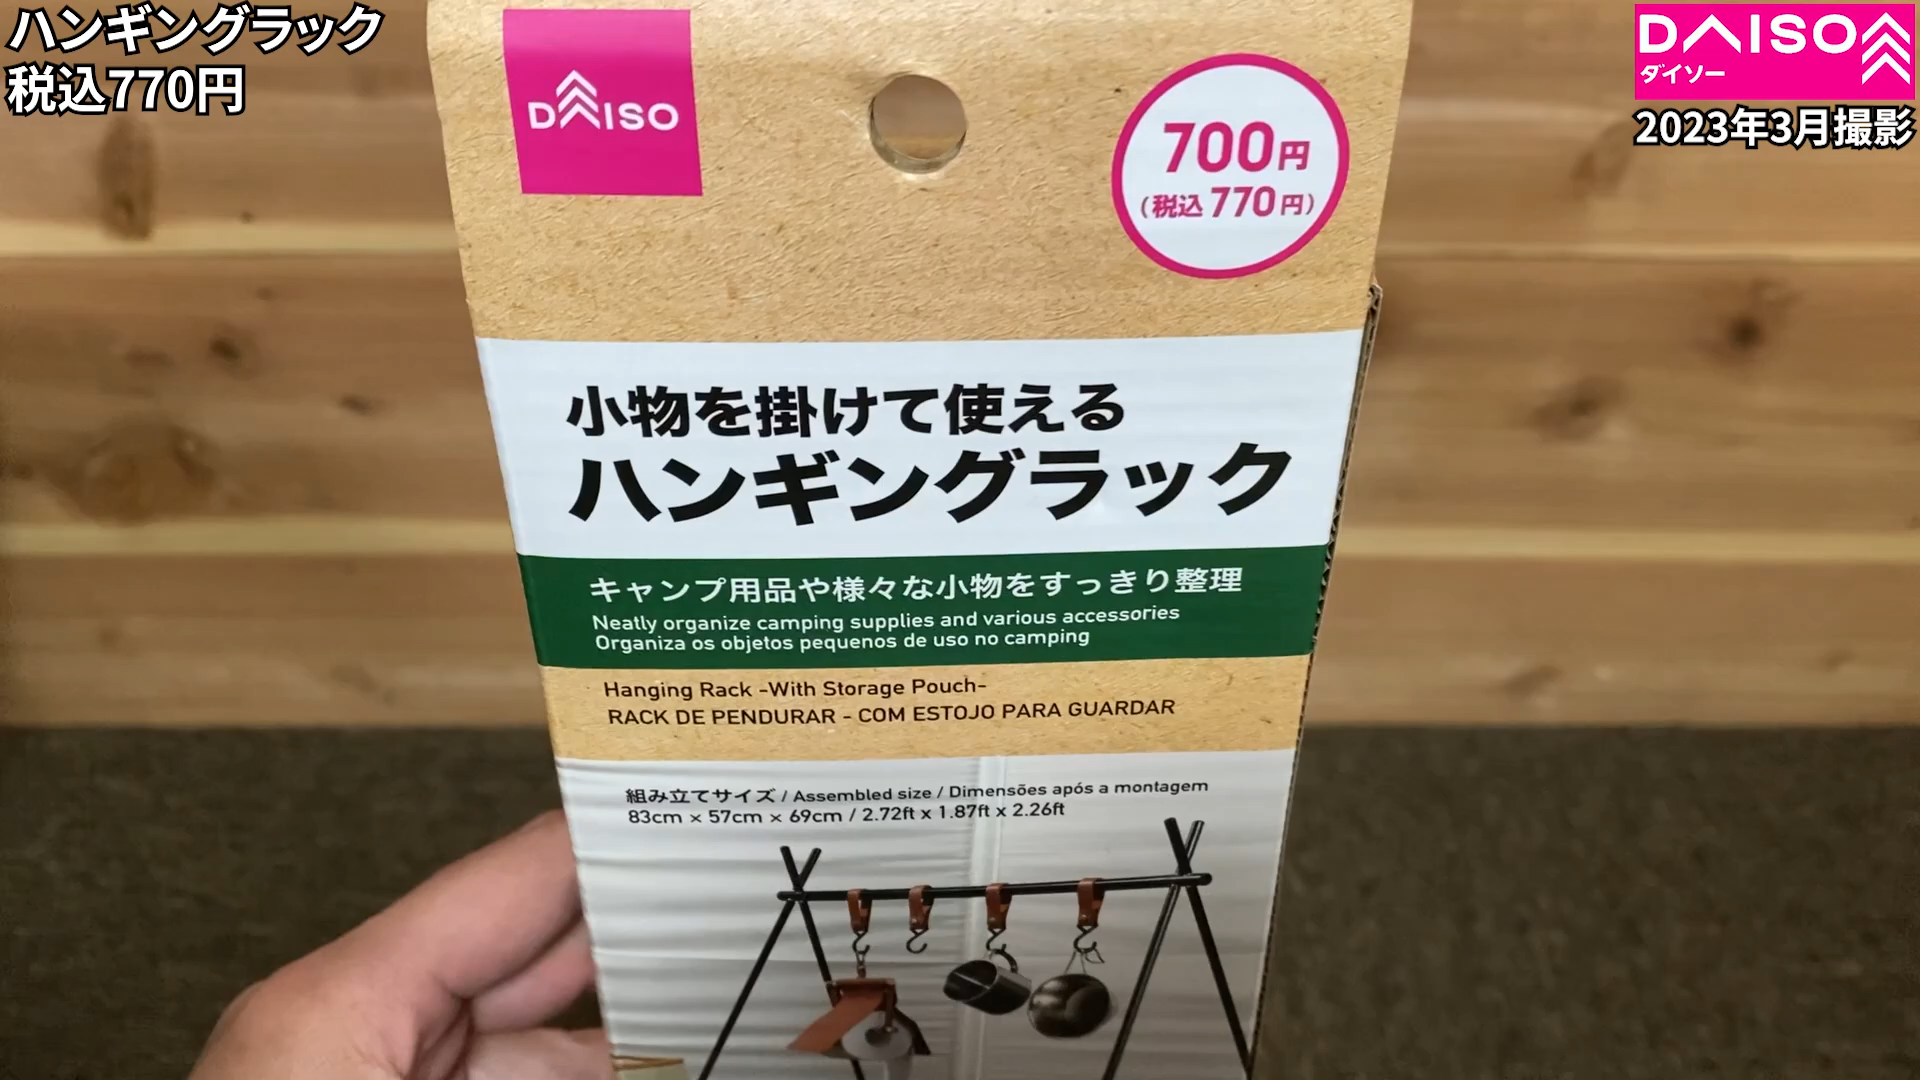 ハンギングラック
税込770円
DAISO
ダイソー
2023年3月撮影
DAISO
700円
(税込770円)
小物を掛けて使える
ハンギングラック
キャンプ用品や様々な小物をすっきり整理
Neatly organize camping supplies and various accessories
Organiza os objetos pequenos de uso no camping
Hanging Rack -With Storage Pouch-
RACK DE PENDURAR - COM ESTOJO PARA GUARDAR
組み立てサイズ / Assembled size / Dimensões após a montagem
83cm × 57cm × 69cm / 2.72ft x 1.87ft x 2.26ft